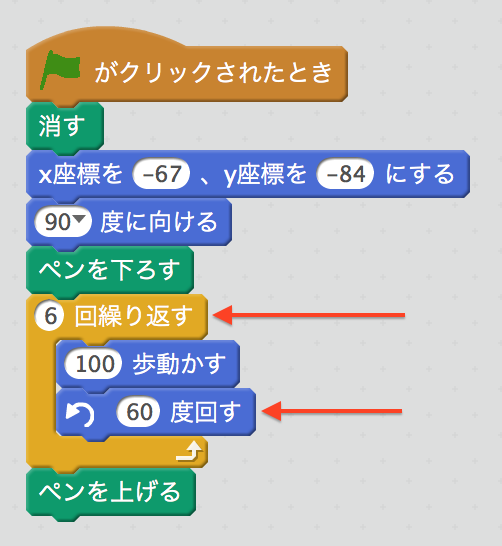 がクリックされたとき
消す
x座標を -67 、y座標を -84 にする
90 度に向ける
ペンを下ろす
6 回繰り返す
100 歩動かす
60 度回す
ペンを上げる